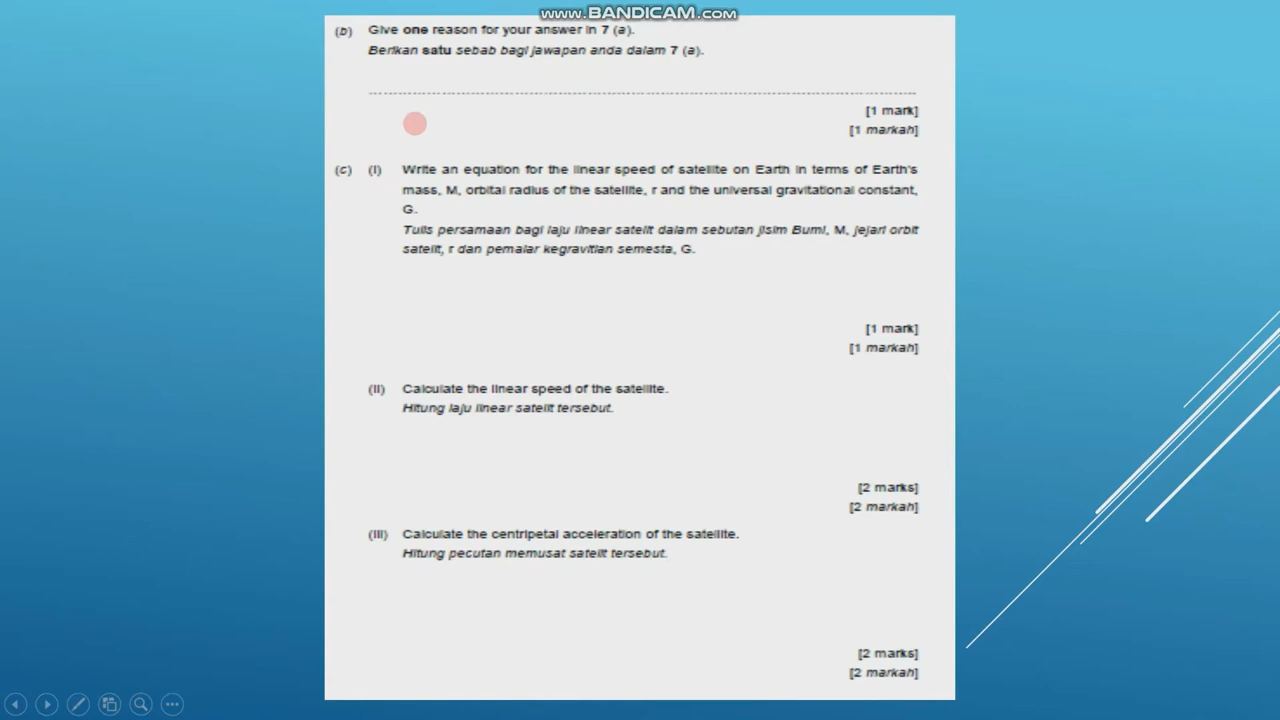 www.BANDICAM.com
(b) Give one reason for your answer in 7 (a).
Berikan satu sebab bagi jawapan anda dalam 7 (a).
[1 mark]
[1 markah]
(c) (i) Write an equation for the linear speed of satellite on Earth in terms of Earth's
mass, M, orbital radius of the satellite, r and the universal gravitational constant,
G.
Tulis persamaan bagi laju linear satelit dalam sebutan jisim Bumi, M, jejari orbit
satelit, r dan pemalar kegravitian semesta, G.
[1 mark]
[1 markah]
(ii) Calculate the linear speed of the satellite.
Hitung laju linear satelit tersebut.
[2 marks]
[2 markah]
(iii) Calculate the centripetal acceleration of the satellite.
Hitung pecutan memusat satelit tersebut.
[2 marks]
[2 markah]